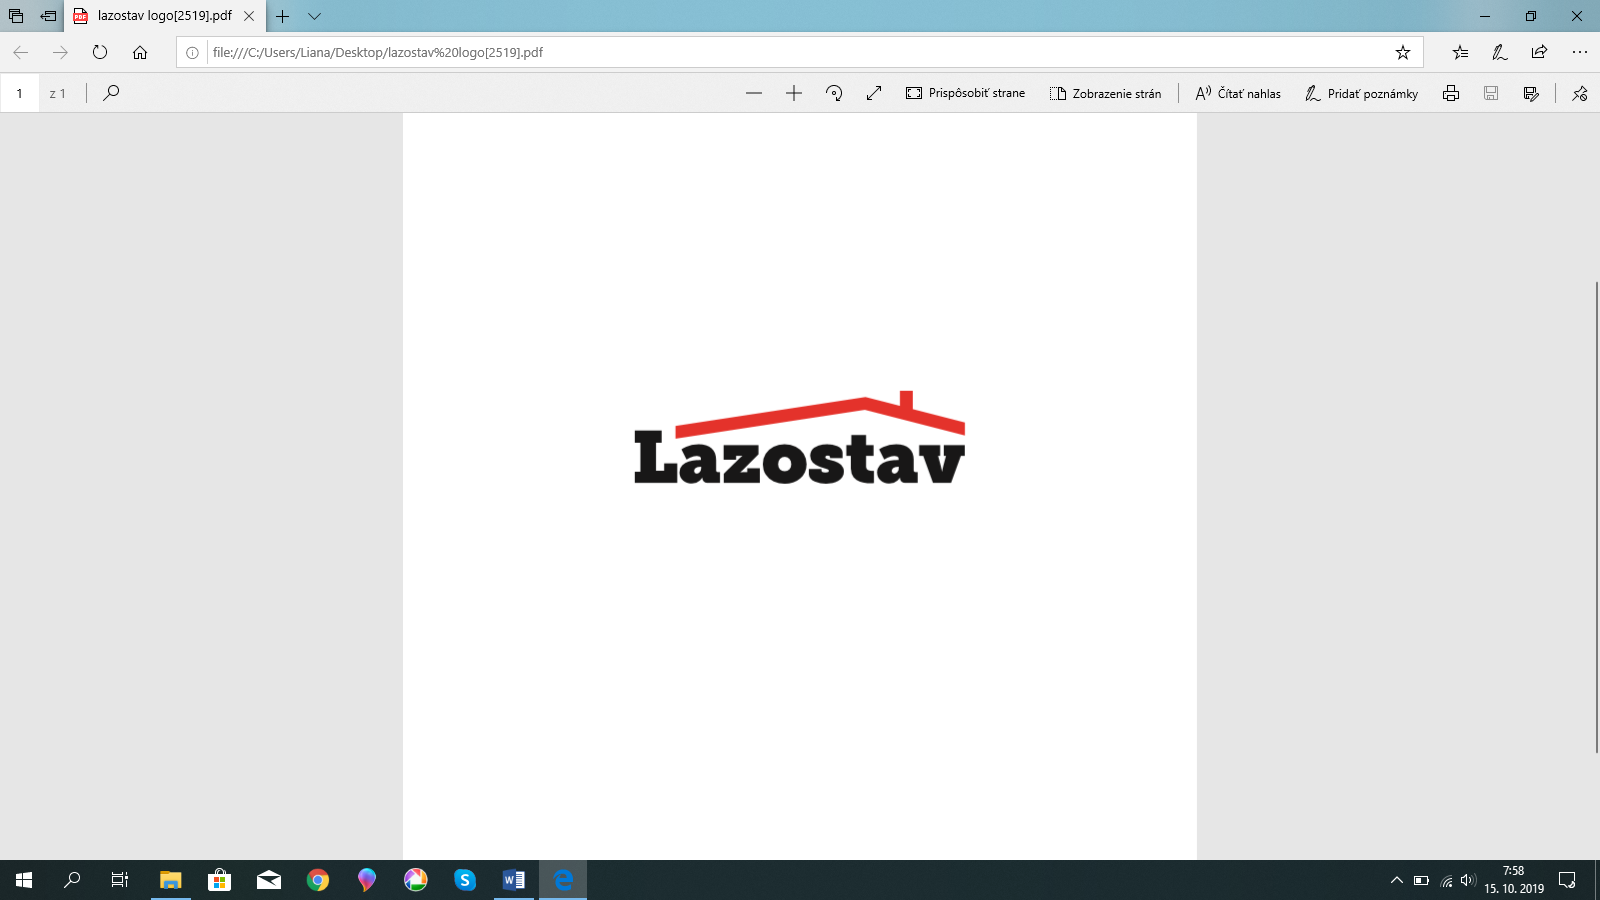 lazostav logo[2519].pdf
file:///C:/Users/Liana/Desktop/lazostav%20logo[2519].pdf
1 z 1 Prispôsobiť strane Zobrazenie strán Čítať nahlas Pridať poznámky
Lazostav
7:58
15. 10. 2019